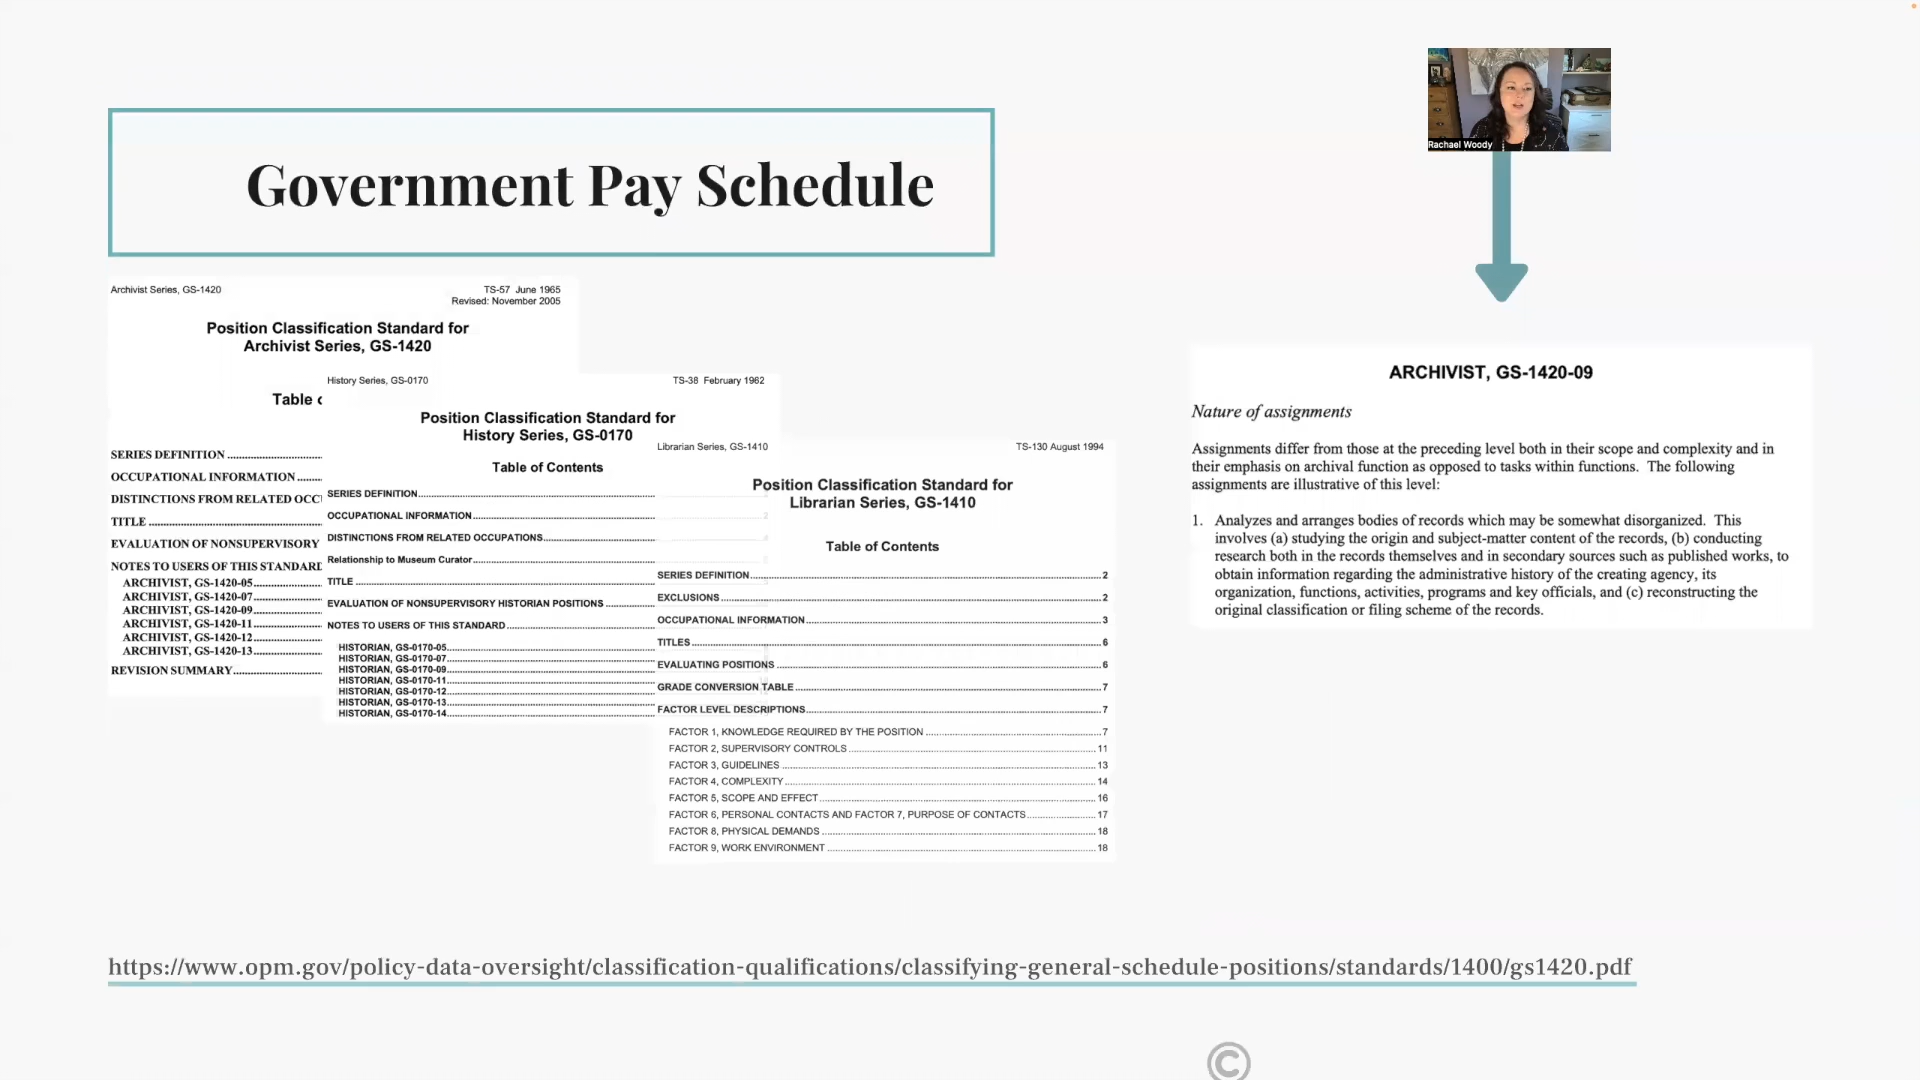 Rachael Woody
Government Pay Schedule
Archivist Series, GS-1420
TS-57 June 1965
Revised: November 2005
Position Classification Standard for
Archivist Series, GS-1420
Table
SERIES DEFINITION
OCCUPATIONAL INFORMATION
DISTINCTIONS FROM RELATED OCCU
TITLE
EVALUATION OF NONSUPERVISORY
NOTES TO USERS OF THIS STANDARD
ARCHIVIST, GS-1420-05
ARCHIVIST, GS-1420-07
ARCHIVIST, GS-1420-09
ARCHIVIST, GS-1420-11
ARCHIVIST, GS-1420-12
ARCHIVIST, GS-1420-13
REVISION SUMMARY
History Series, GS-0170
TS-38 February 1962
Position Classification Standard for
History Series, GS-0170
Table of Contents
SERIES DEFINITION
OCCUPATIONAL INFORMATION
DISTINCTIONS FROM RELATED OCCUPATIONS
Relationship to Museum Curator
TITLE
EVALUATION OF NONSUPERVISORY HISTORIAN POSITIONS
NOTES TO USERS OF THIS STANDARD
HISTORIAN, GS-0170-05
HISTORIAN, GS-0170-07
HISTORIAN, GS-0170-09
HISTORIAN, GS-0170-11
HISTORIAN, GS-0170-12
HISTORIAN, GS-0170-13
HISTORIAN, GS-0170-14
Librarian Series, GS-1410
TS-130 August 1994
Position Classification Standard for
Librarian Series, GS-1410
Table of Contents
SERIES DEFINITION 2
EXCLUSIONS 2
OCCUPATIONAL INFORMATION 3
TITLES 6
EVALUATING POSITIONS 6
GRADE CONVERSION TABLE 7
FACTOR LEVEL DESCRIPTIONS 7
FACTOR 1, KNOWLEDGE REQUIRED BY THE POSITION 7
FACTOR 2, SUPERVISORY CONTROLS 11
FACTOR 3, GUIDELINES 13
FACTOR 4, COMPLEXITY 14
FACTOR 5, SCOPE AND EFFECT 16
FACTOR 6, PERSONAL CONTACTS AND FACTOR 7, PURPOSE OF CONTACTS 17
FACTOR 8, PHYSICAL DEMANDS 18
FACTOR 9, WORK ENVIRONMENT 18
ARCHIVIST, GS-1420-09
Nature of assignments
Assignments differ from those at the preceding level both in their scope and complexity and in
their emphasis on archival function as opposed to tasks within functions. The following
assignments are illustrative of this level:
1. Analyzes and arranges bodies of records which may be somewhat disorganized. This
involves (a) studying the origin and subject-matter content of the records, (b) conducting
research both in the records themselves and in secondary sources such as published works, to
obtain information regarding the administrative history of the creating agency, its
organization, functions, activities, programs and key officials, and (c) reconstructing the
original classification or filing scheme of the records.
https://www.opm.gov/policy-data-oversight/classification-qualifications/classifying-general-schedule-positions/standards/1400/gs1420.pdf
©